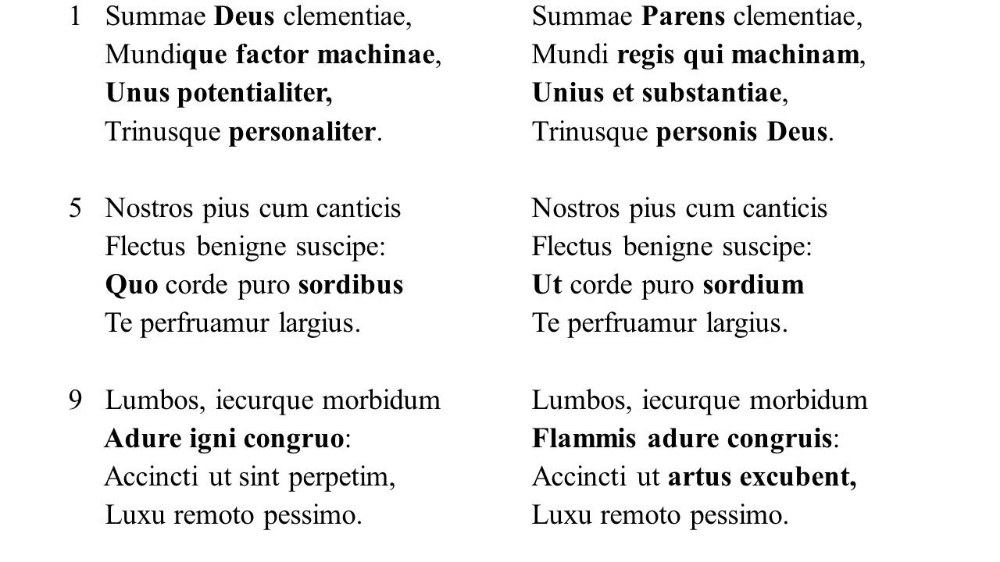 1 Summae Deus clementiae,
Mundique factor machinae,
Unus potentialiter,
Trinusque personaliter.
5 Nostros pius cum canticis
Flectus benigne suscipe:
Quo corde puro sordibus
Te perfruamur largius.
9 Lumbos, iecurque morbidum
Adure igni congruo:
Accincti ut sint perpetim,
Luxu remoto pessimo.
Summae Parens clementiae,
Mundi regis qui machinam,
Unius et substantiae,
Trinusque personis Deus.
Nostros pius cum canticis
Flectus benigne suscipe:
Ut corde puro sordium
Te perfruamur largius.
Lumbos, iecurque morbidum
Flammis adure congruis:
Accincti ut artus excubent,
Luxu remoto pessimo.